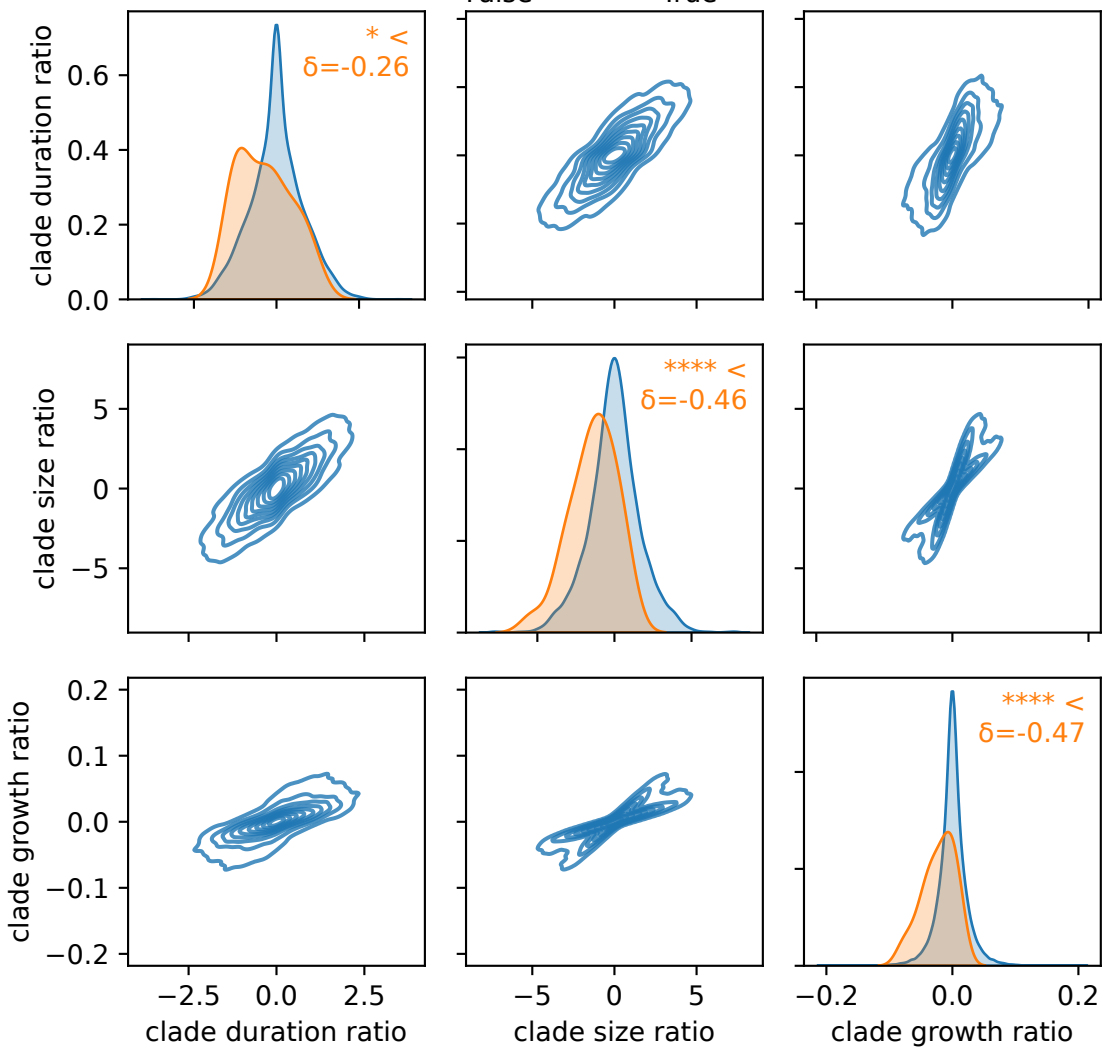 False True
clade duration ratio
0.6
0.4
0.2
0.0
* <
δ=-0.26
clade size ratio
5
0
−5
**** <
δ=-0.46
clade growth ratio
0.2
0.1
0.0
−0.1
−0.2
**** <
δ=-0.47
−2.5 0.0 2.5
−5 0 5
−0.2 0.0 0.2
clade duration ratio
clade size ratio
clade growth ratio